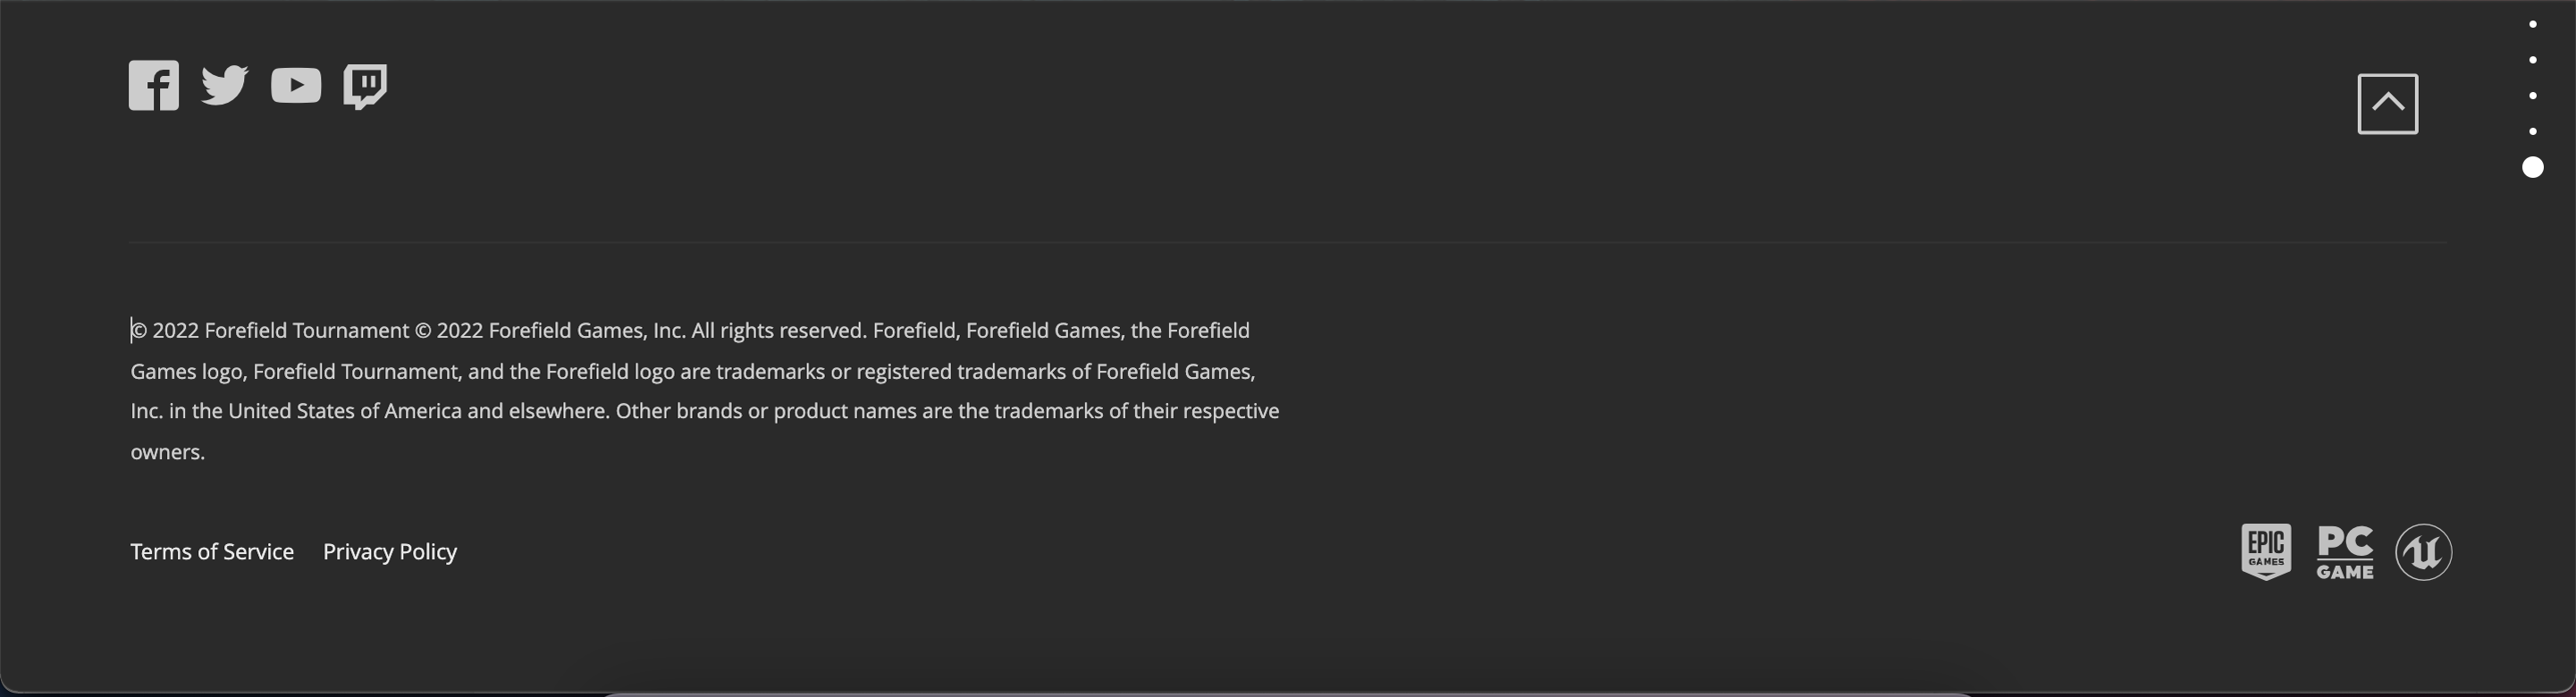 © 2022 Forefield Tournament © 2022 Forefield Games, Inc. All rights reserved. Forefield, Forefield Games, the Forefield
Games logo, Forefield Tournament, and the Forefield logo are trademarks or registered trademarks of Forefield Games,
Inc. in the United States of America and elsewhere. Other brands or product names are the trademarks of their respective
owners.
Terms of Service Privacy Policy
EPIC
GAMES
PC
GAME